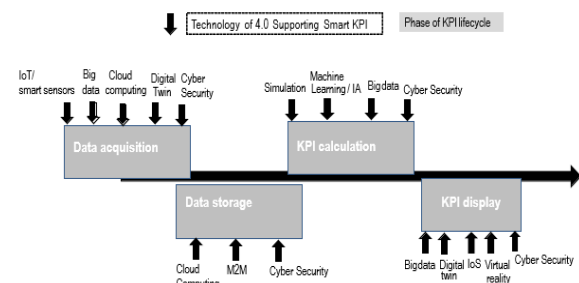 Technology of 4.0 Supporting Smart KPI
Phase of KPI lifecycle
IoT/
smart sensors
Big
data
Cloud
computing
Digital
Twin
Cyber
Security
Simulation
Machine
Learning / IA
Bigdata
Cyber Security
Data acquisition
KPI calculation
Data storage
KPI display
Cloud
Computing
M2M
Cyber Security
Bigdata
Digital
twin
IoS
Virtual
reality
Cyber Security